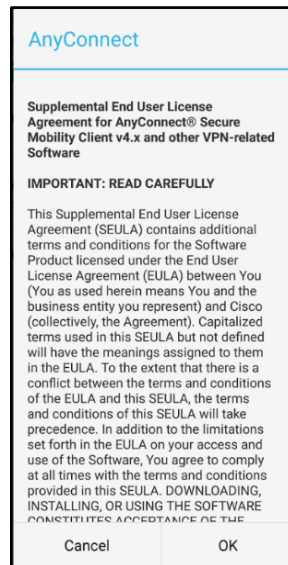 AnyConnect
Supplemental End User License
Agreement for AnyConnect® Secure
Mobility Client v4.x and other VPN-related
Software
IMPORTANT: READ CAREFULLY
This Supplemental End User License
Agreement (SEULA) contains additional
terms and conditions for the Software
Product licensed under the End User
License Agreement (EULA) between You
(You as used herein means You and the
business entity you represent) and Cisco
(collectively, the Agreement). Capitalized
terms used in this SEULA but not defined
will have the meanings assigned to them
in the EULA. To the extent that there is a
conflict between the terms and conditions
of the EULA and this SEULA, the terms
and conditions of this SEULA will take
precedence. In addition to the limitations
set forth in the EULA on your access and
use of the Software, You agree to comply
at all times with the terms and conditions
provided in this SEULA. DOWNLOADING,
INSTALLING, OR USING THE SOFTWARE
CONSTITUTES ACCEPTANCE OF THE
Cancel
OK